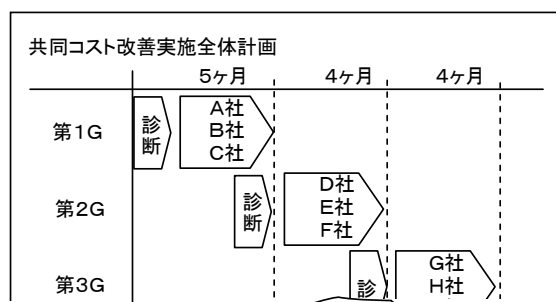 共同コスト改善実施全体計画
5ヶ月 4ヶ月 4ヶ月
第1G
診断
A社
B社
C社
第2G
診断
D社
E社
F社
第3G
診
G社
H社